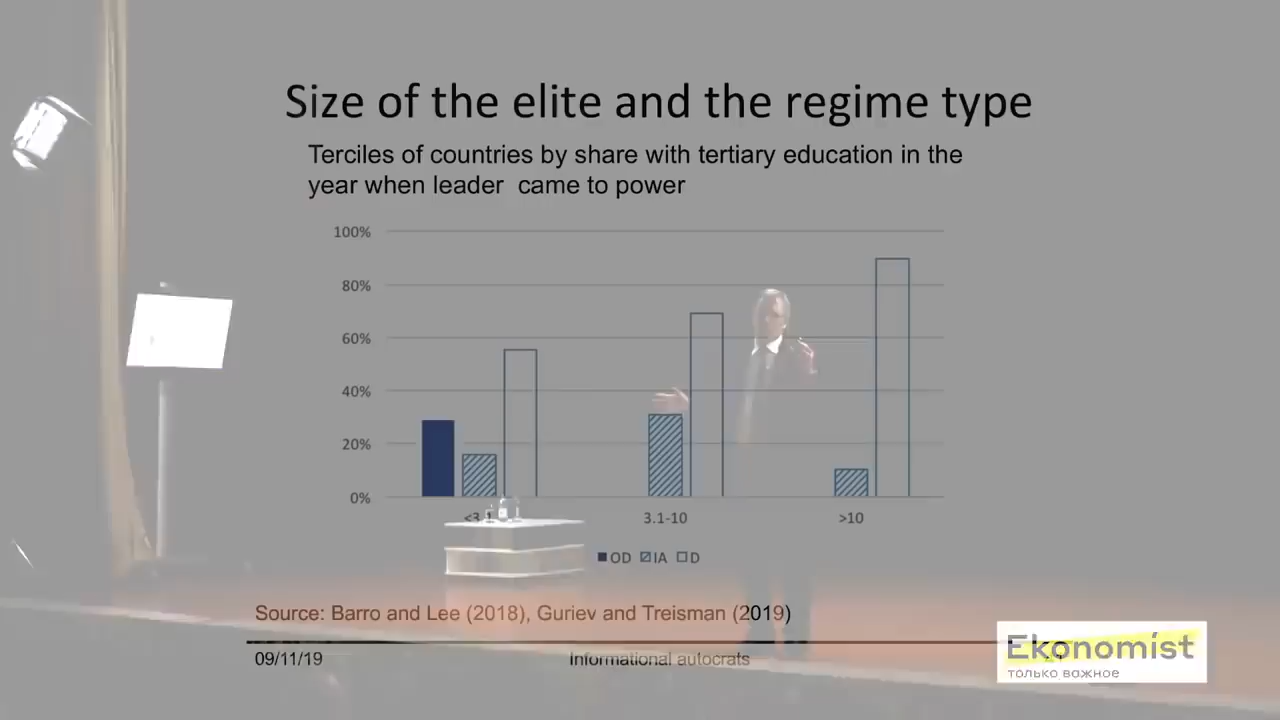 Size of the elite and the regime type
Terciles of countries by share with tertiary education in the
year when leader came to power
100%
80%
60%
40%
20%
0%
3.1-10
>10
OD IA D
Source: Barro and Lee (2018), Guriev and Treisman (2019)
09/11/19
Informational autocrats
Ekonomist
только важное